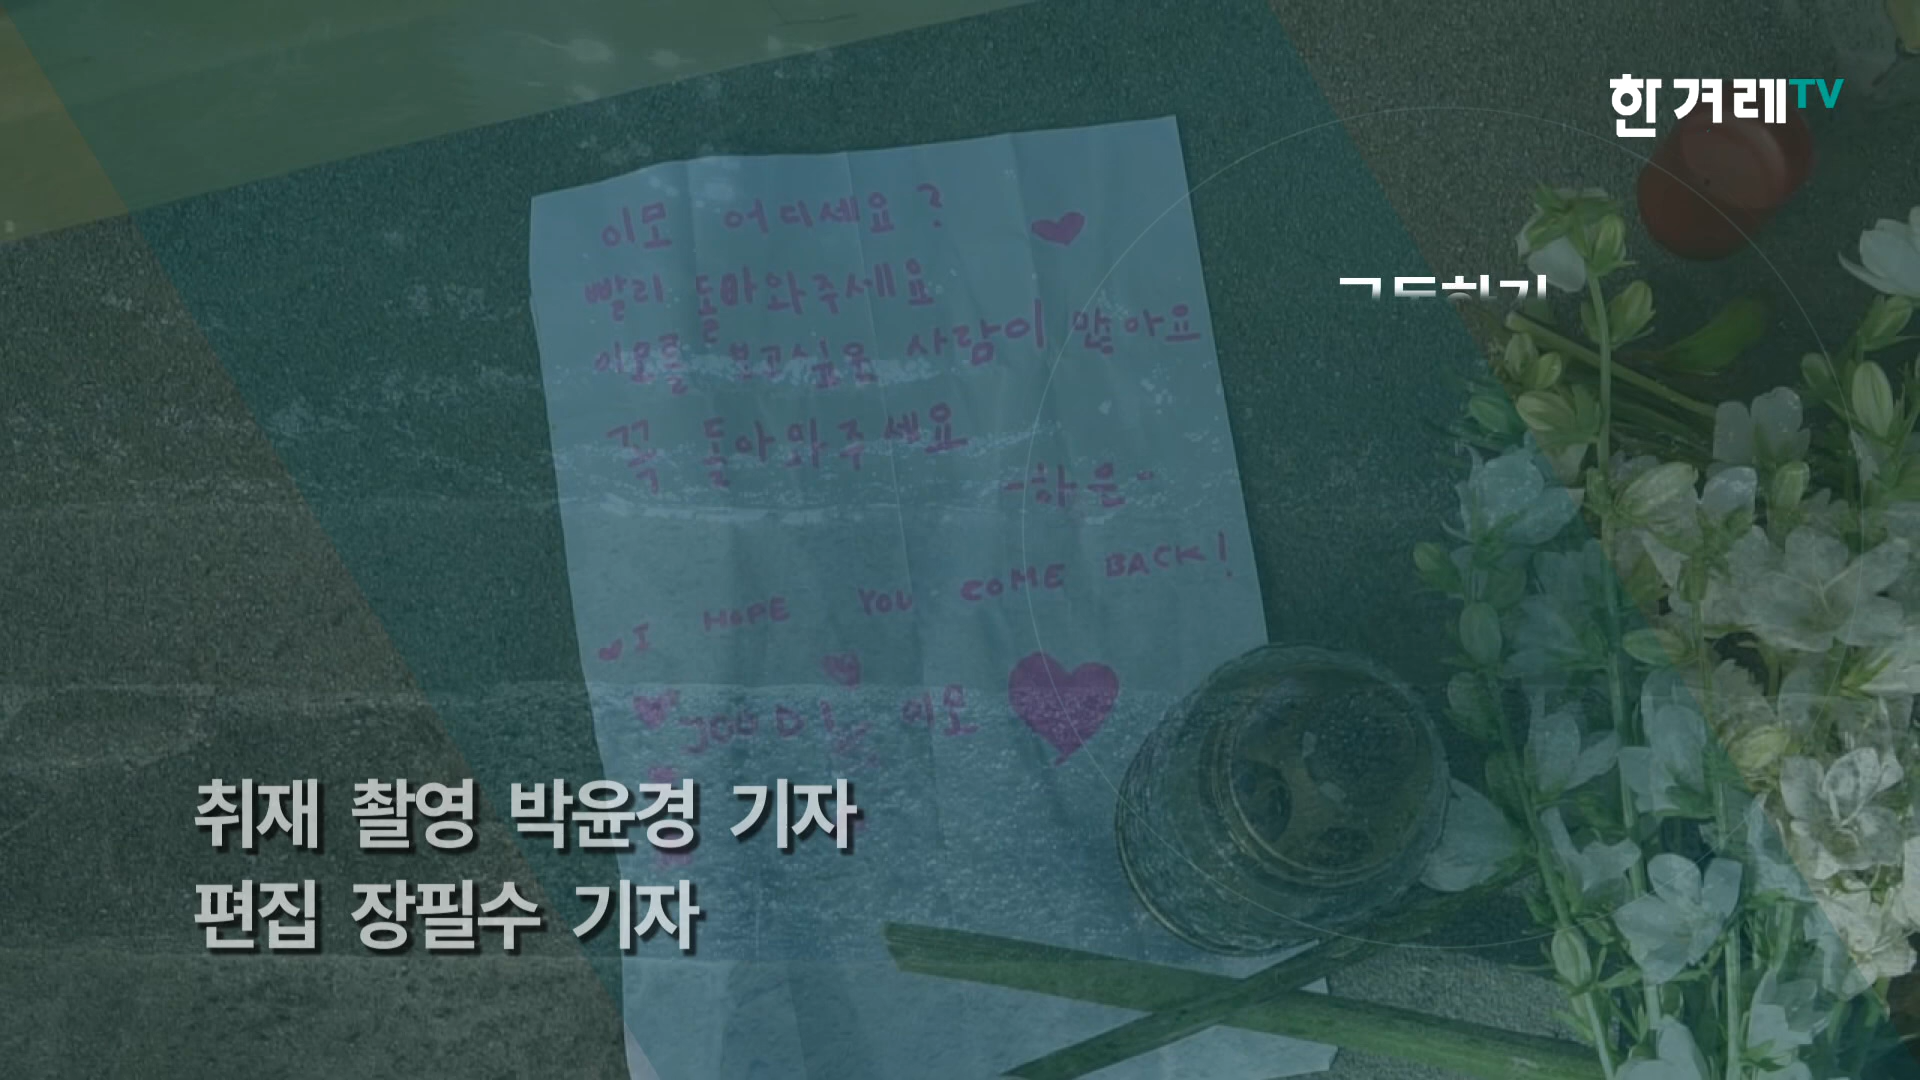 한겨레TV
이모 어디세요?
빨리 돌아와주세요
이모를 보고싶은 사람이 많아요
꼭 돌아와주세요
-하은-
I HOPE YOU COME BACK!
이모
취재 촬영 박윤경 기자
편집 장필수 기자